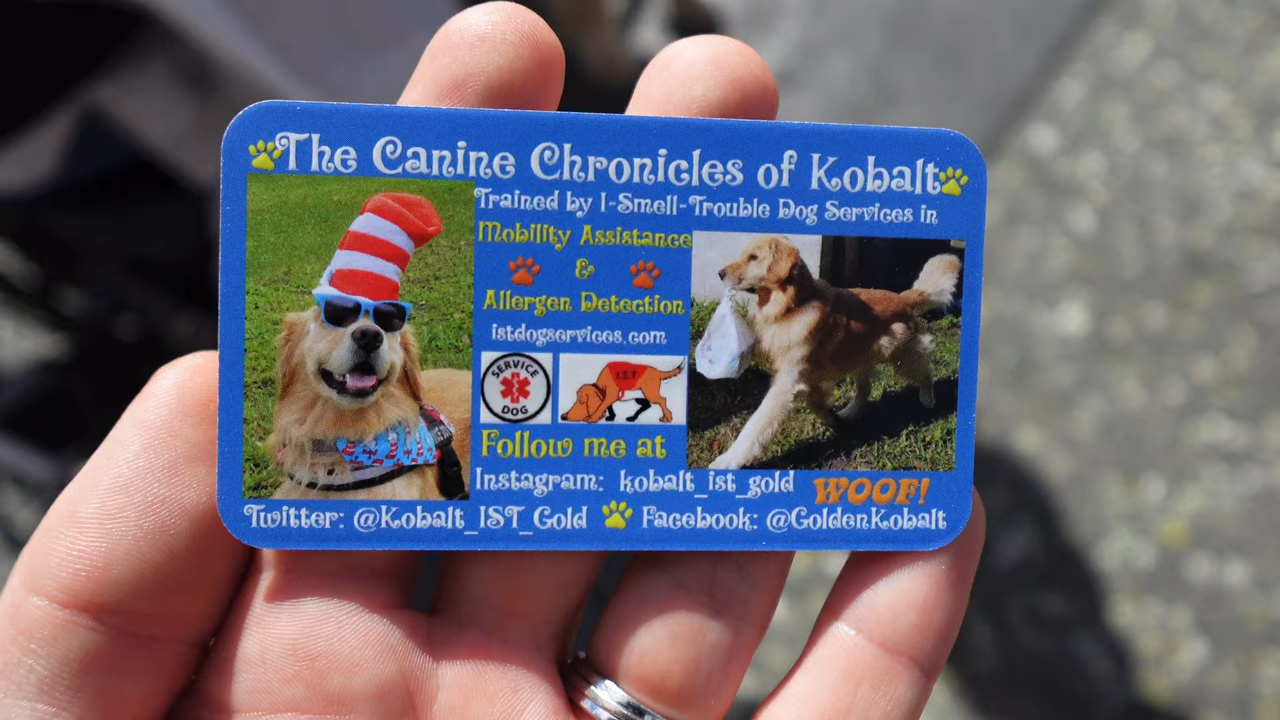 The Canine Chronicles of Kobalt
Trained by I-Smell-Trouble Dog Services in
Mobility Assistance
&
Allergen Detection
istdogservices.com
SERVICE
DOG
I.S.T
Follow me at
Instagram: kobalt_ist_gold
WOOF!
Twitter: @Kobalt_IST_Gold
Facebook: @GoldenKobalt